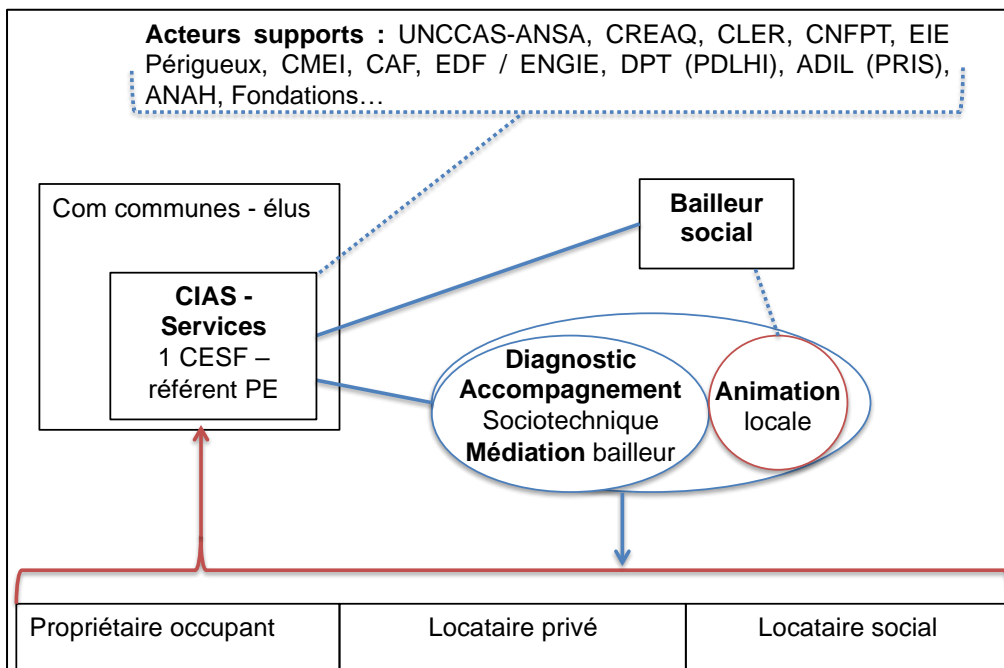 Acteurs supports : UNCCAS-ANSA, CREAQ, CLER, CNFPT, EIE
Périgueux, CMEI, CAF, EDF / ENGIE, DPT (PDLHI), ADIL (PRIS),
ANAH, Fondations…
Com communes - élus
CIAS -
Services
1 CESF –
référent PE
Bailleur
social
Diagnostic
Accompagnement
Sociotechnique
Médiation bailleur
Animation
locale
Propriétaire occupant
Locataire privé
Locataire social